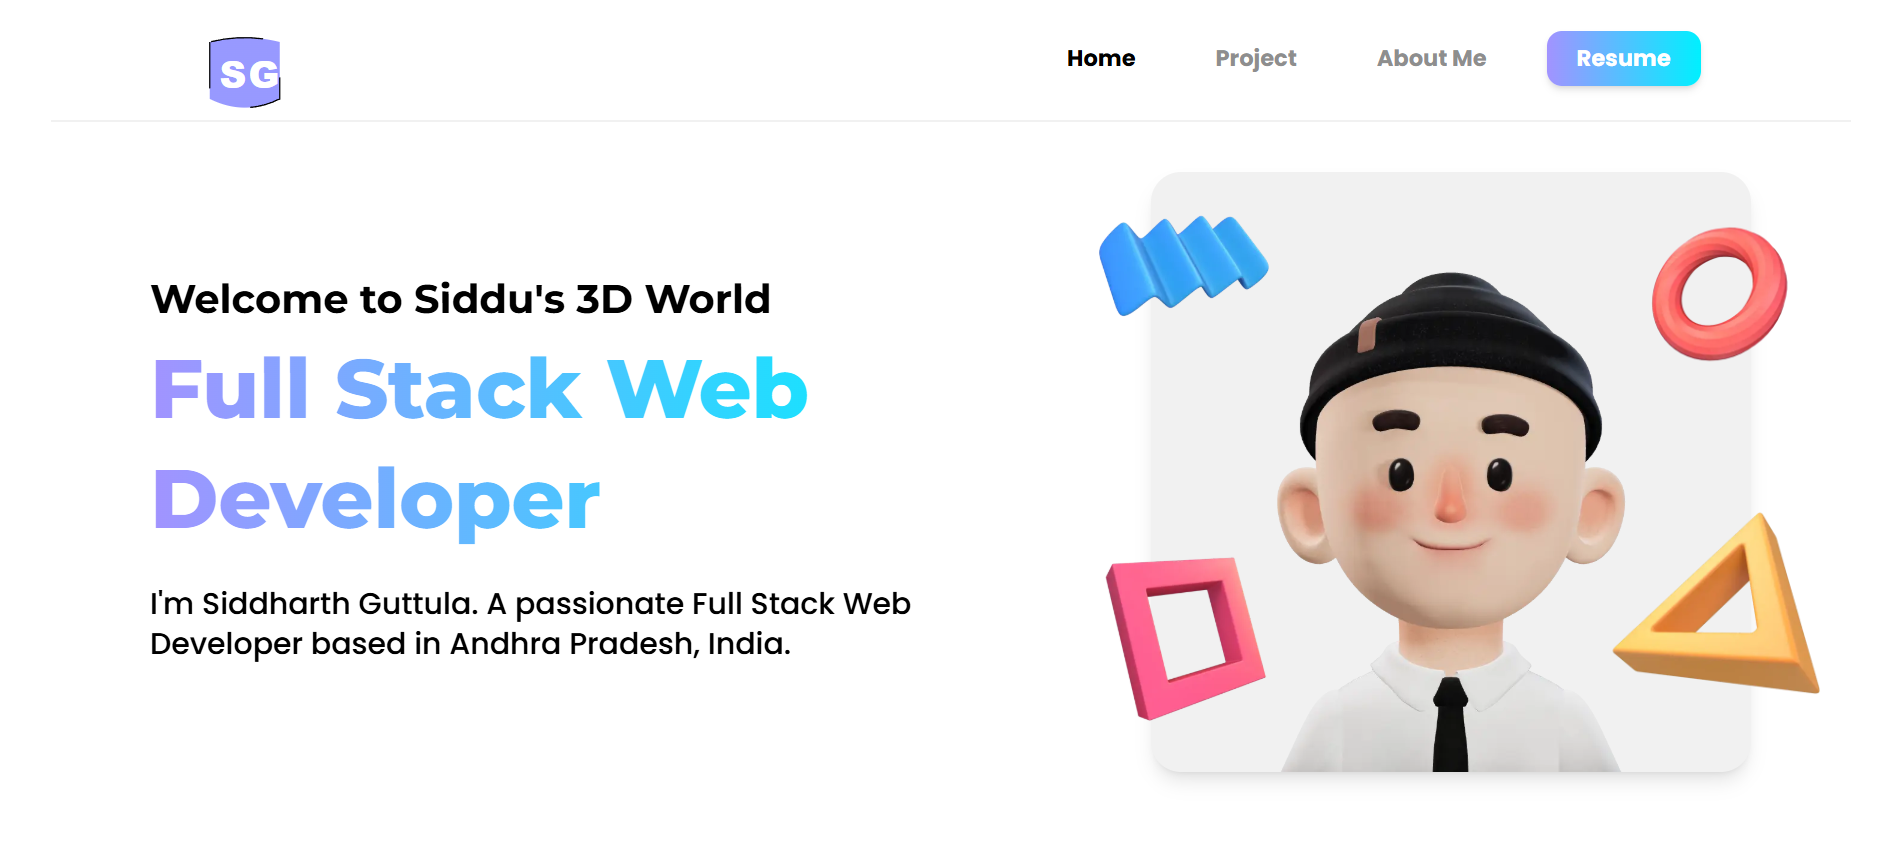 SG
Home Project About Me Resume
Welcome to Siddu's 3D World
Full Stack Web
Developer
I'm Siddharth Guttula. A passionate Full Stack Web
Developer based in Andhra Pradesh, India.